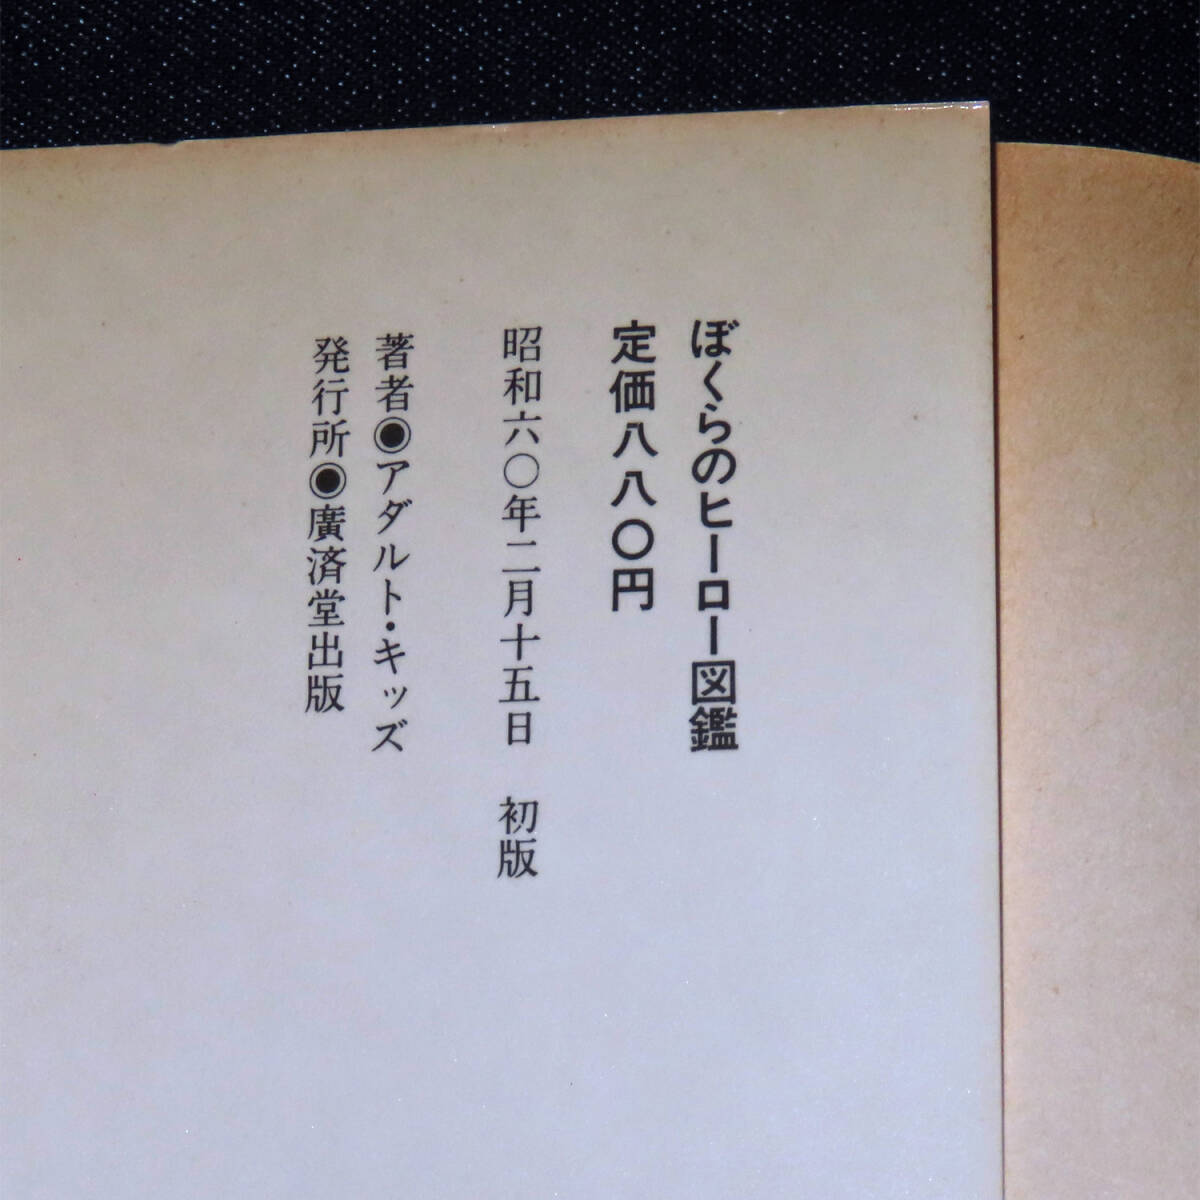 ぼくらのヒーロー図鑑
定価八八〇円
昭和六〇年二月十五日　初版
著者◉アダルト・キッズ
発行所◉廣済堂出版